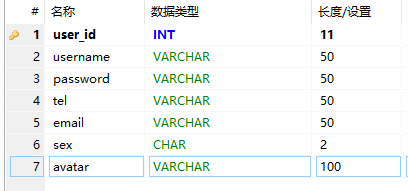 # 名称 数据类型 长度/设置
1 user_id INT 11
2 username VARCHAR 50
3 password VARCHAR 50
4 tel VARCHAR 50
5 email VARCHAR 50
6 sex CHAR 2
7 avatar VARCHAR 100